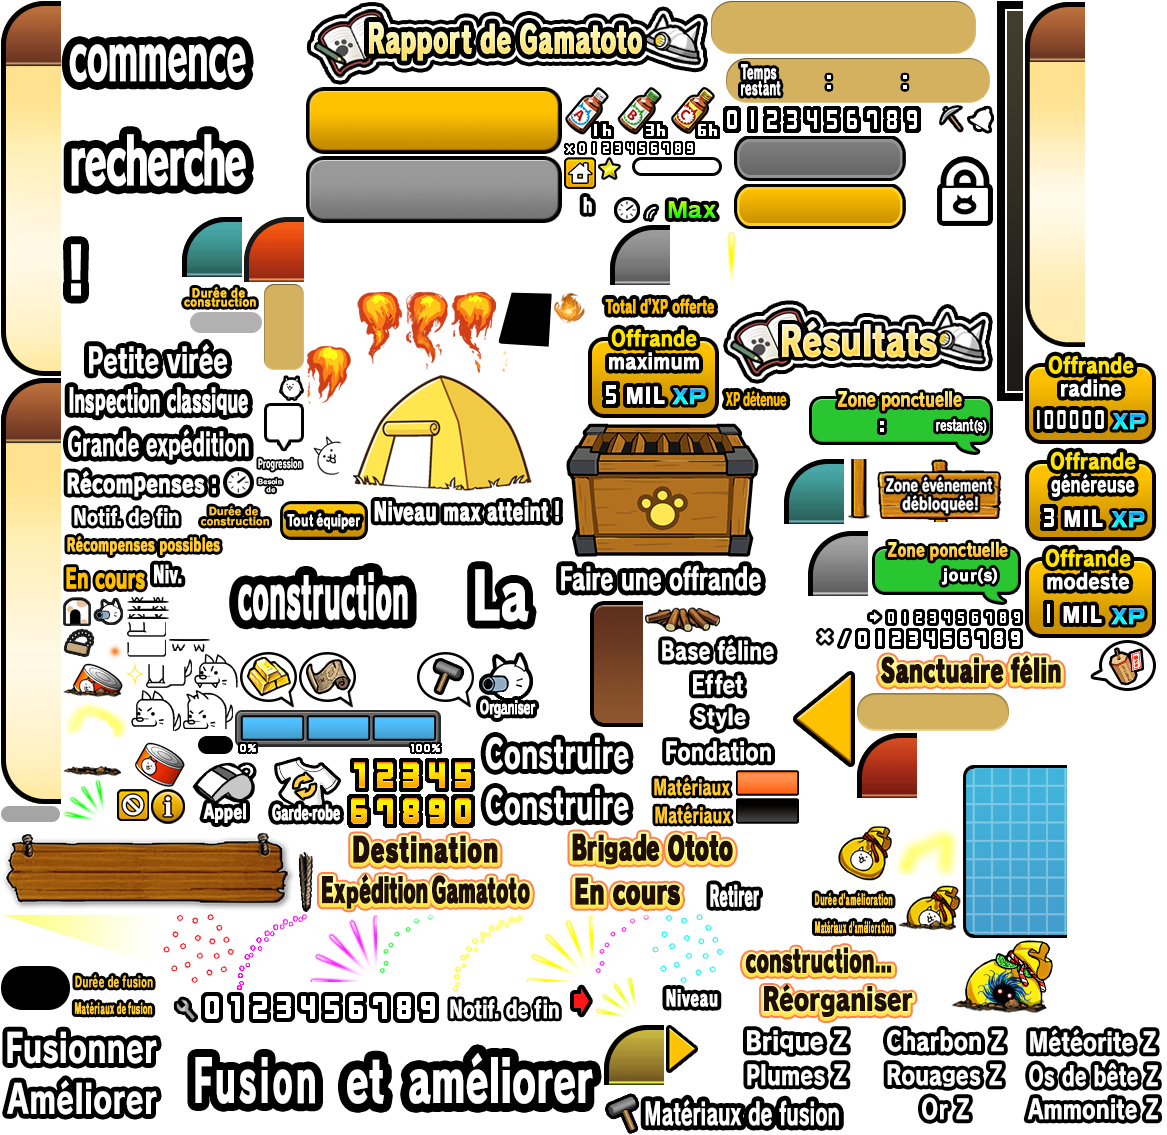 commence
Rapport de Gamatoto
Temps
restant
:
:
A
B
C
1h
3h
6h
0123456789
x0123456789
recherche
h
Max
!
Durée de
construction
Total d'XP offerte
Offrande
maximum
5 MIL XP
Résultats
XP détenue
Petite virée
Inspection classique
Grande expédition
Récompenses :
Progression
Besoin
de
Notif. de fin
Durée de
construction
Tout équiper
Niveau max atteint !
Récompenses possibles
En cours
Niv.
Zone ponctuelle
:
restant(s)
Offrande
radine
100000 XP
Zone événement
débloquée!
Offrande
généreuse
3 MIL XP
Zone ponctuelle
jour(s)
Offrande
modeste
1 MIL XP
construction
La
Faire une offrande
0123456789
x/0123456789
Base féline
Effet
Style
Fondation
Sanctuaire félin
Organiser
0%
100%
Construire
Construire
Matériaux
Matériaux
Appel
Garde-robe
12345
67890
Destination
Brigade Ototo
Expédition Gamatoto
En cours
Retirer
Durée d'amélioration
Matériaux d'amélioration
construction...
Réorganiser
Durée de fusion
Matériaux de fusion
0123456789
Notif. de fin
Niveau
Fusionner
Améliorer
Fusion et améliorer
Matériaux de fusion
Brique Z
Plumes Z
Charbon Z
Rouages Z
Or Z
Météorite Z
Os de bête Z
Ammonite Z